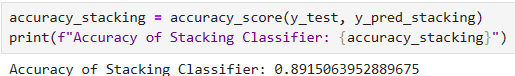 accuracy_stacking = accuracy_score(y_test, y_pred_stacking)
print(f"Accuracy of Stacking Classifier: {accuracy_stacking}")
Accuracy of Stacking Classifier: 0.8915063952889675